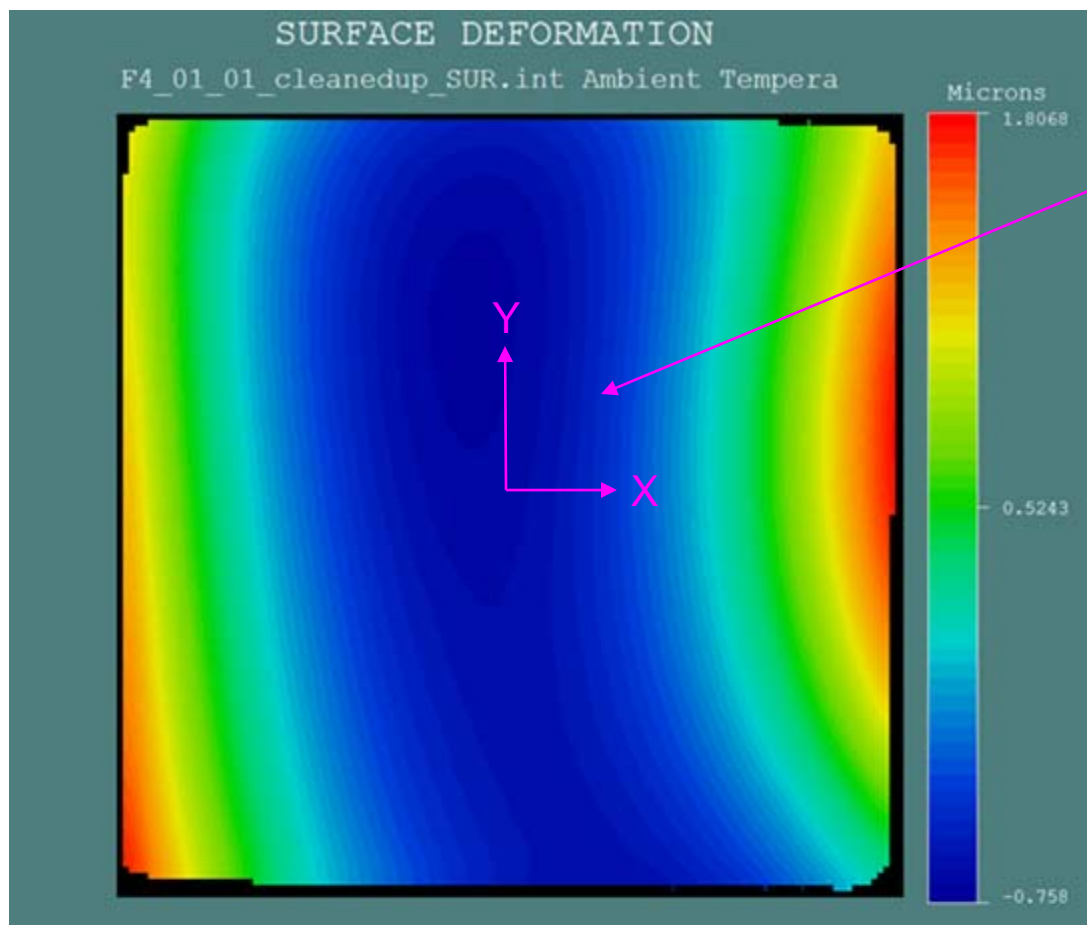 SURFACE DEFORMATION
F4_01_01_cleanedup_SUR.int Ambient Tempera
Microns
1.8068
0.5243
-0.758
Y
X